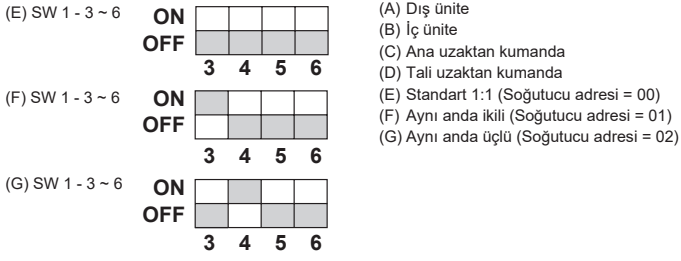 (E) SW 1 - 3 ~ 6
ON
OFF
3 4 5 6
(F) SW 1 - 3 ~ 6
ON
OFF
3 4 5 6
(G) SW 1 - 3 ~ 6
ON
OFF
3 4 5 6
(A) Dış ünite
(B) İç ünite
(C) Ana uzaktan kumanda
(D) Tali uzaktan kumanda
(E) Standart 1:1 (Soğutucu adresi = 00)
(F) Aynı anda ikili (Soğutucu adresi = 01)
(G) Aynı anda üçlü (Soğutucu adresi = 02)